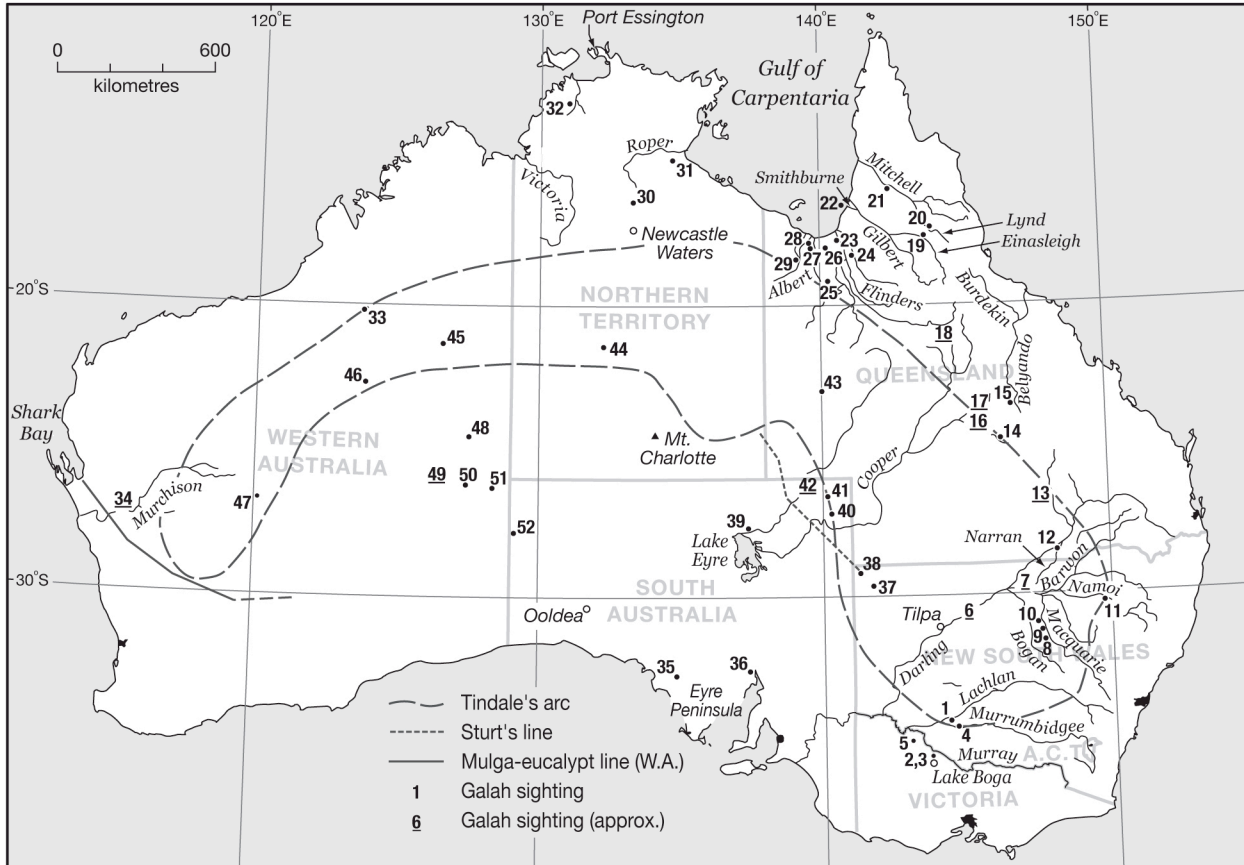 120°E
130°E
140°E
150°E
Port Essington
0
600
kilometres
Gulf of
Carpentaria
32
Roper
31
Victoria
30
Newcastle
Waters
Smithburne
Mitchell
22
21
20
Lynd
19
Einasleigh
28
23
Gilbert
29
27
26
24
Albert
25
Flinders
Burdekin
20°S
NORTHERN
TERRITORY
33
45
44
18
46
43
QUEENSLAND
Belyando
17
15
16
14
Shark
Bay
WESTERN
AUSTRALIA
48
Mt.
Charlotte
Cooper
34
Murchison
47
49
50
51
42
41
40
13
52
39
Lake
Eyre
Narran
12
38
Barwon
30°S
SOUTH
AUSTRALIA
37
7
Namoi
Ooldea
Tilpa
6
10
11
9
8
Macquarie
Bogan
Darling
NEW SOUTH WALES
35
36
Eyre
Peninsula
Lachlan
1
Murrumbidgee
4
5
Murray
A.C.T.
2,3
Lake Boga
VICTORIA
Tindale's arc
Sturt's line
Mulga-eucalypt line (W.A.)
1 Galah sighting
6 Galah sighting (approx.)